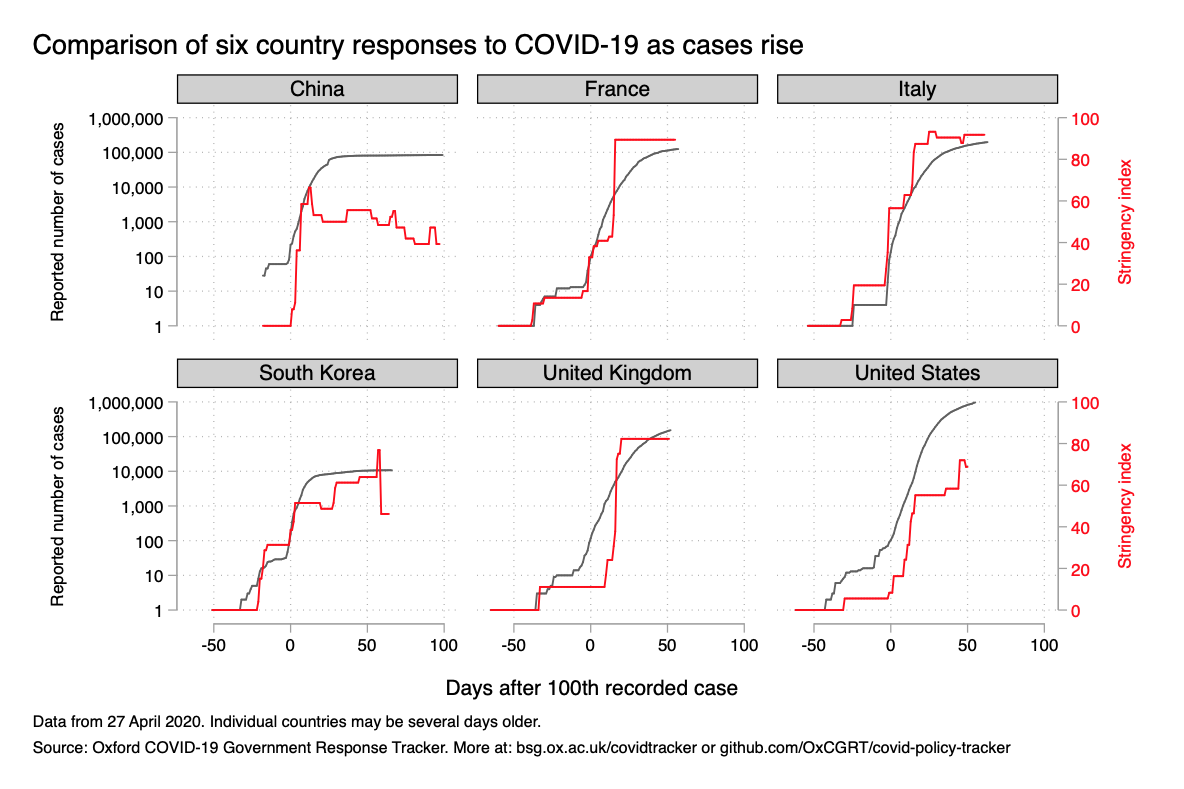 Comparison of six country responses to COVID-19 as cases rise
China
France
Italy
Reported number of cases
1,000,000
100,000
10,000
1,000
100
10
1
100
80
60
40
20
0
Stringency index
South Korea
United Kingdom
United States
Reported number of cases
1,000,000
100,000
10,000
1,000
100
10
1
100
80
60
40
20
0
Stringency index
-50 0 50 100
-50 0 50 100
-50 0 50 100
Days after 100th recorded case
Data from 27 April 2020. Individual countries may be several days older.
Source: Oxford COVID-19 Government Response Tracker. More at: bsg.ox.ac.uk/covidtracker or github.com/OxCGRT/covid-policy-tracker